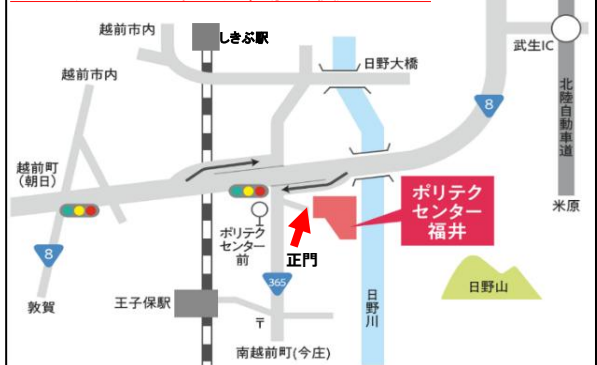 越前市内
しきぶ駅
日野大橋
武生IC
越前市内
8
北陸自動車道
越前町
(朝日)
ポリテク
センター
福井
米原
ポリテク
センター
前
正門
8
365
敦賀
王子保駅
〒
日野川
日野山
南越前町(今庄)